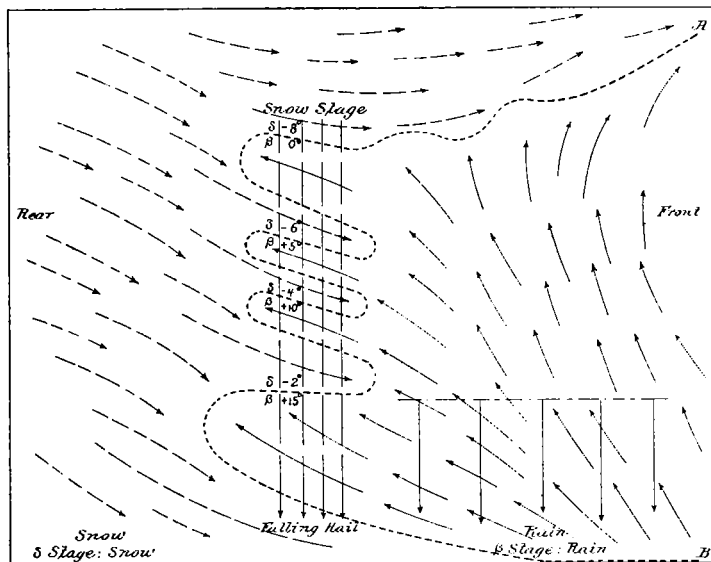 A
Snow Stage
δ -8°
β 0°
Rear
Front
δ -6°
β +5°
δ -4°
β +10°
δ -2°
β +15°
Falling Hail
Snow
δ Stage: Snow
Rain
β Stage: Rain
B